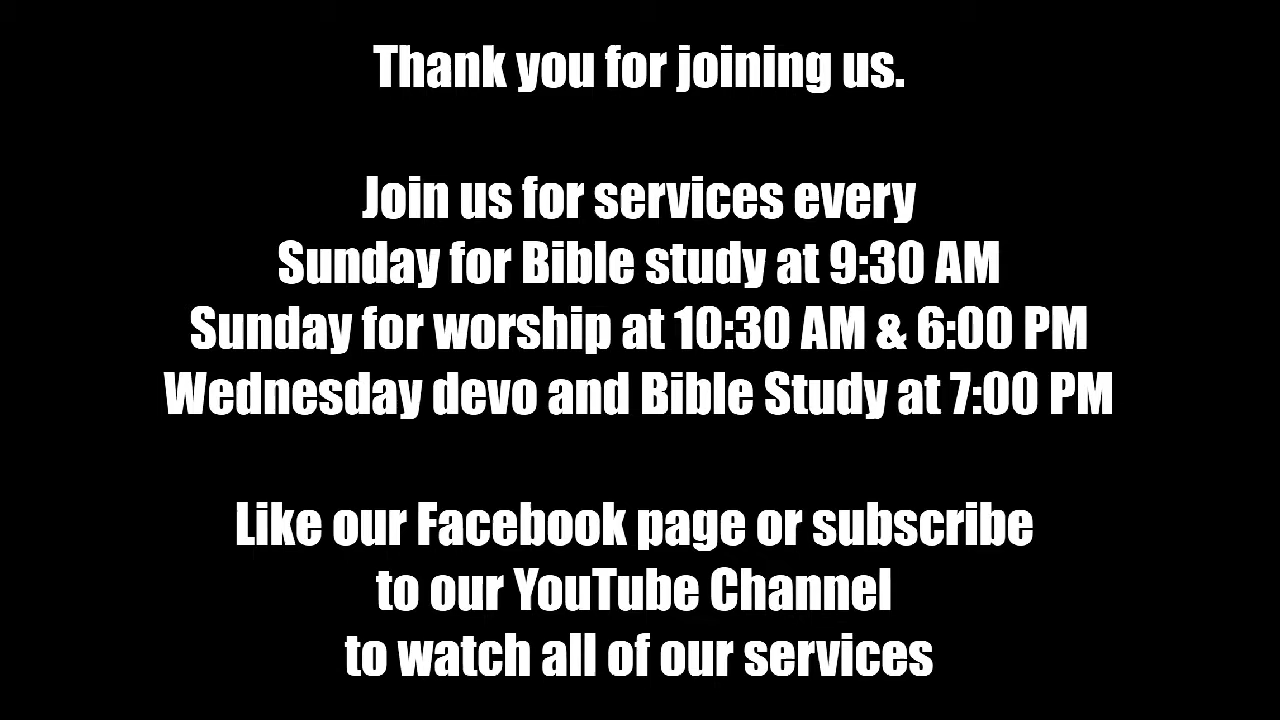 Thank you for joining us.
Join us for services every
Sunday for Bible study at 9:30 AM
Sunday for worship at 10:30 AM & 6:00 PM
Wednesday devo and Bible Study at 7:00 PM
Like our Facebook page or subscribe
to our YouTube Channel
to watch all of our services